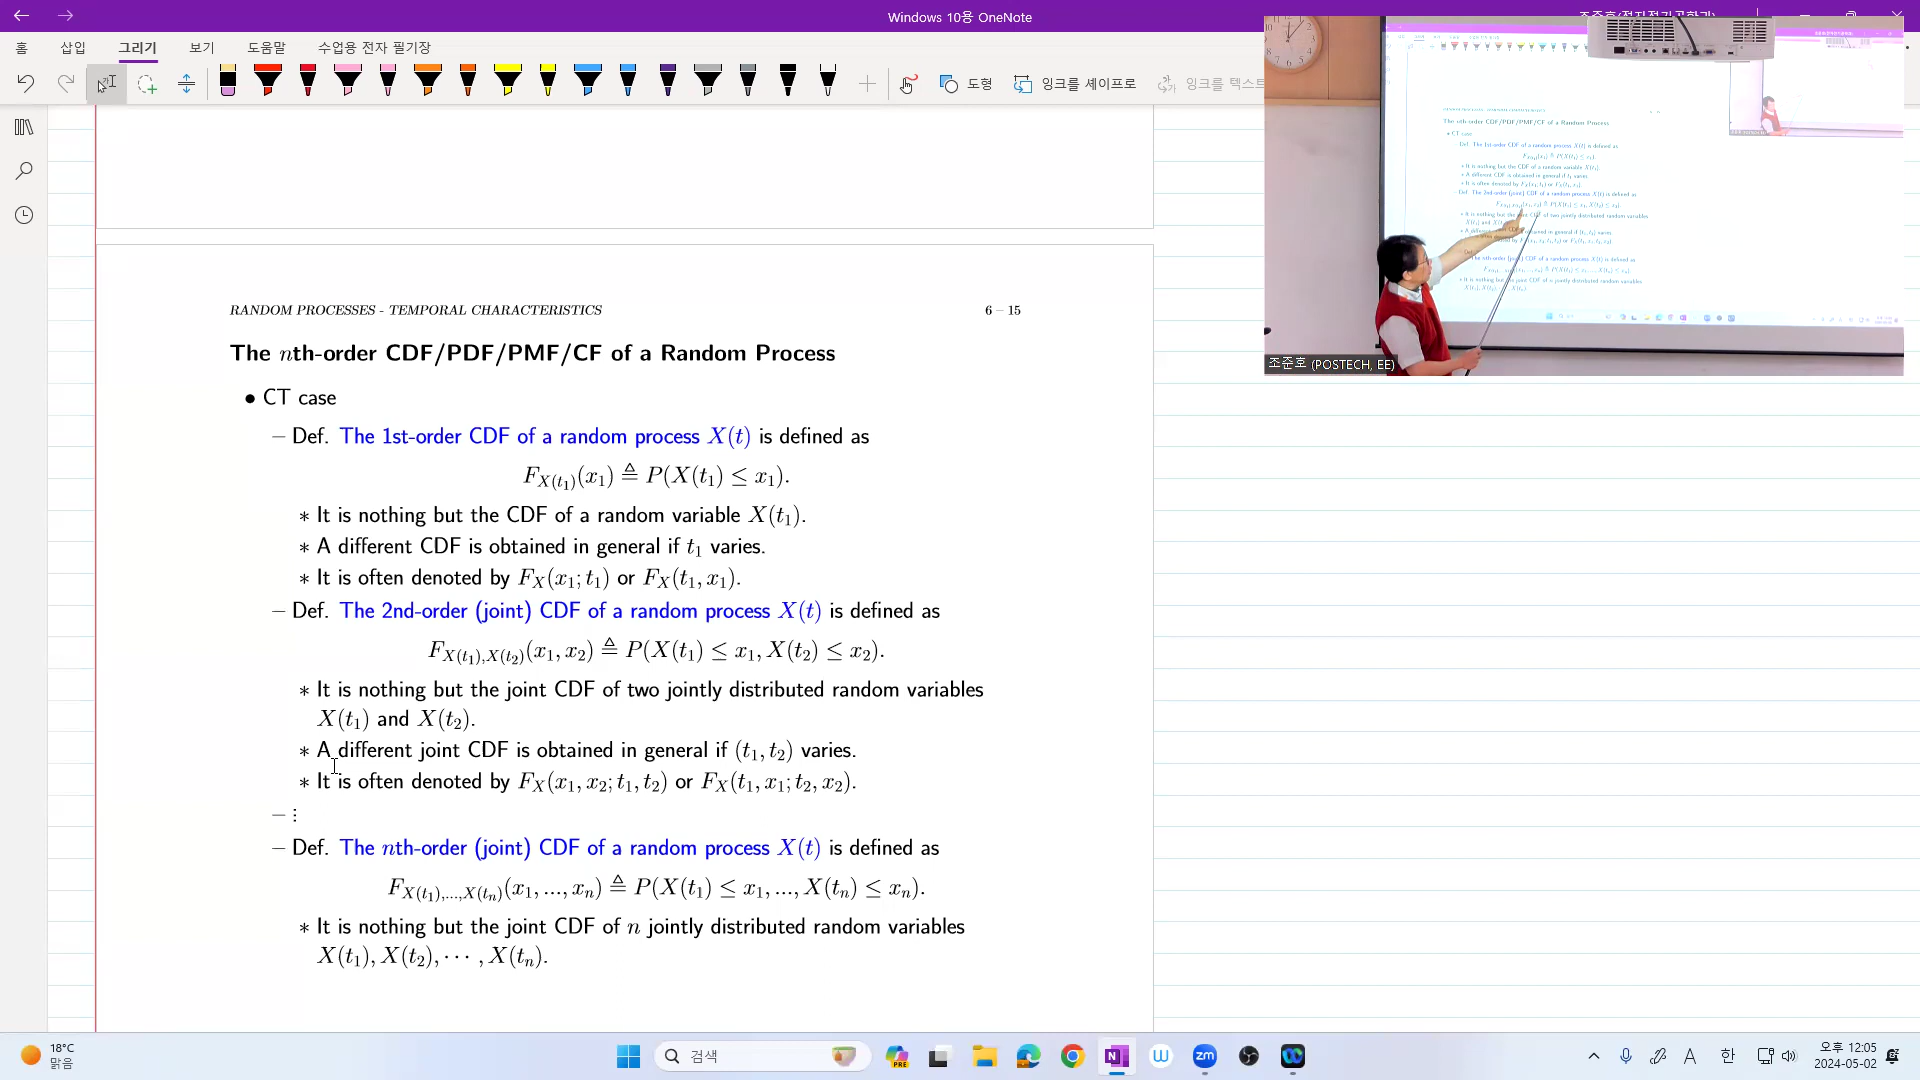 Windows 10용 OneNote
홈 삽입 그리기 보기 도움말 수업용 전자 필기장
도형 잉크를 셰이프로 잉크를 텍스트
조준호 (POSTECH, EE)
RANDOM PROCESSES - TEMPORAL CHARACTERISTICS 6 – 15
The nth-order CDF/PDF/PMF/CF of a Random Process
• CT case
– Def. The 1st-order CDF of a random process X(t) is defined as
F_{X(t_1)}(x_1) ≜ P(X(t_1) ≤ x_1).
∗ It is nothing but the CDF of a random variable X(t_1).
∗ A different CDF is obtained in general if t_1 varies.
∗ It is often denoted by F_X(x_1; t_1) or F_X(t_1, x_1).
– Def. The 2nd-order (joint) CDF of a random process X(t) is defined as
F_{X(t_1),X(t_2)}(x_1, x_2) ≜ P(X(t_1) ≤ x_1, X(t_2) ≤ x_2).
∗ It is nothing but the joint CDF of two jointly distributed random variables
X(t_1) and X(t_2).
∗ A different joint CDF is obtained in general if (t_1, t_2) varies.
∗ It is often denoted by F_X(x_1, x_2; t_1, t_2) or F_X(t_1, x_1; t_2, x_2).
– ⋮
– Def. The nth-order (joint) CDF of a random process X(t) is defined as
F_{X(t_1),...,X(t_n)}(x_1, ..., x_n) ≜ P(X(t_1) ≤ x_1, ..., X(t_n) ≤ x_n).
∗ It is nothing but the joint CDF of n jointly distributed random variables
X(t_1), X(t_2), ⋯ , X(t_n).
18°C
맑음
검색
한
오후 12:05
2024-05-02